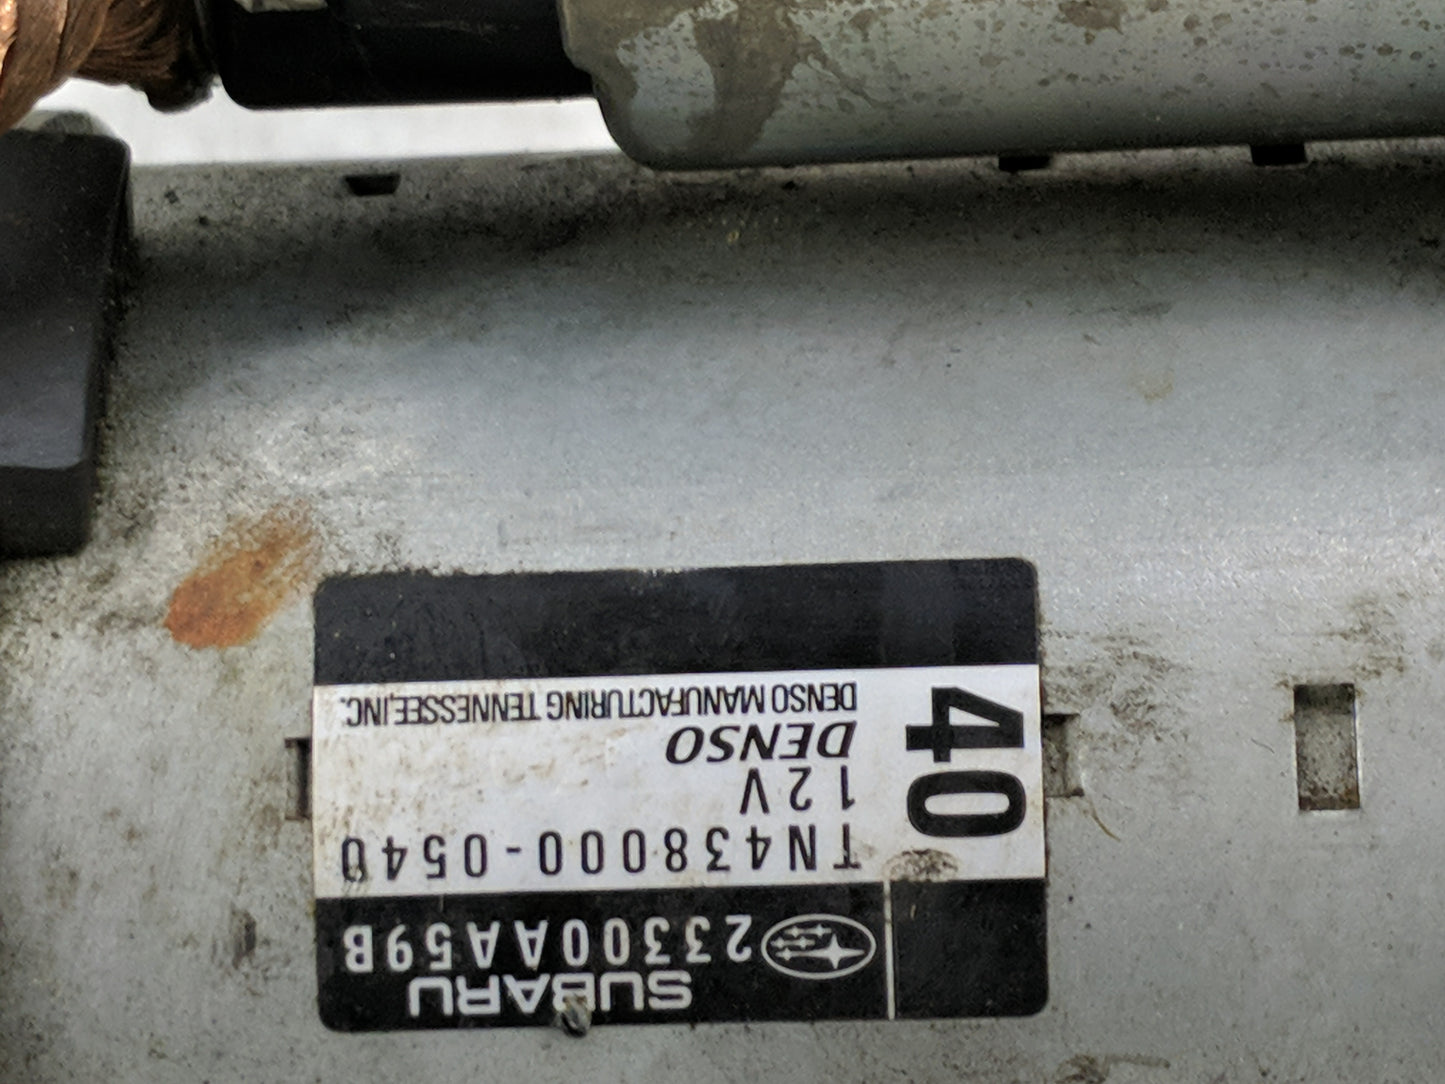 SUBARU
23300AA59B
TN438000-0540
12V
DENSO
DENSO MANUFACTURING TENNESSEE,INC.
40